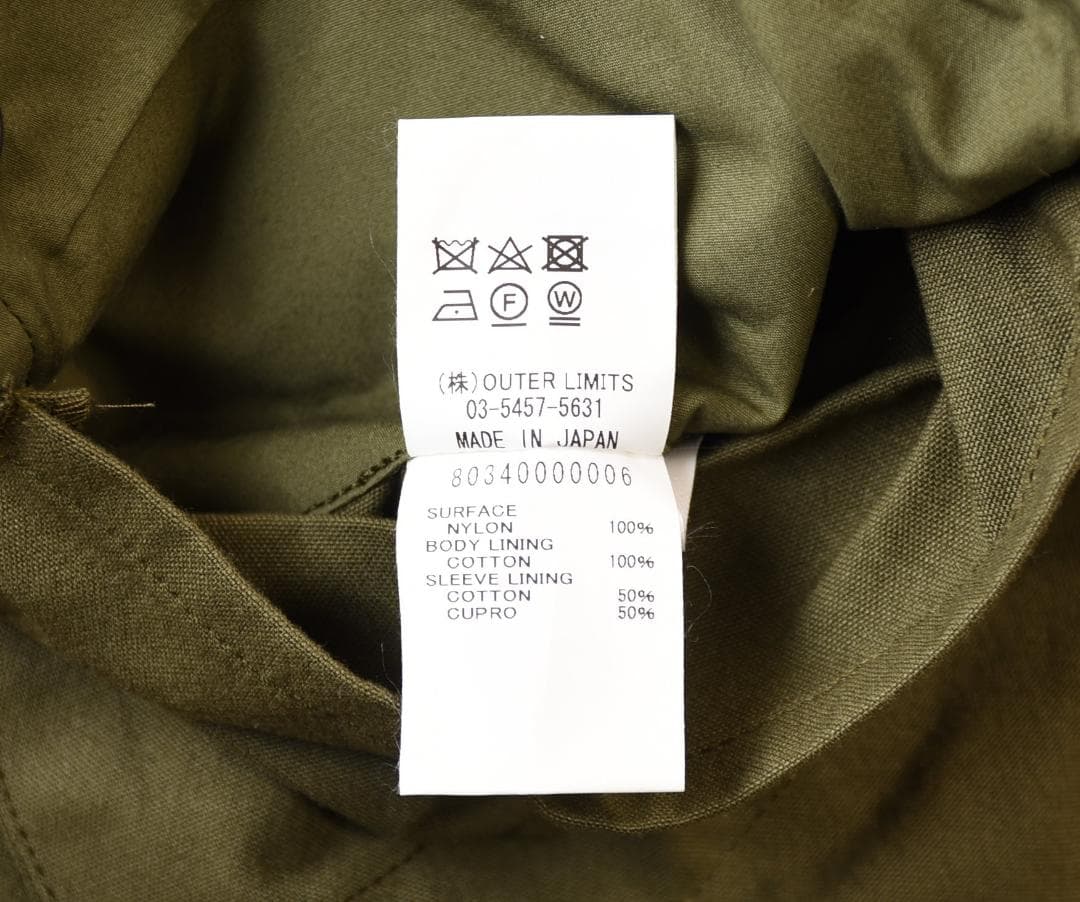 F W
(株)OUTER LIMITS
03-5457-5631
MADE IN JAPAN
80340000006
SURFACE
NYLON 100%
BODY LINING
COTTON 100%
SLEEVE LINING
COTTON 50%
CUPRO 50%